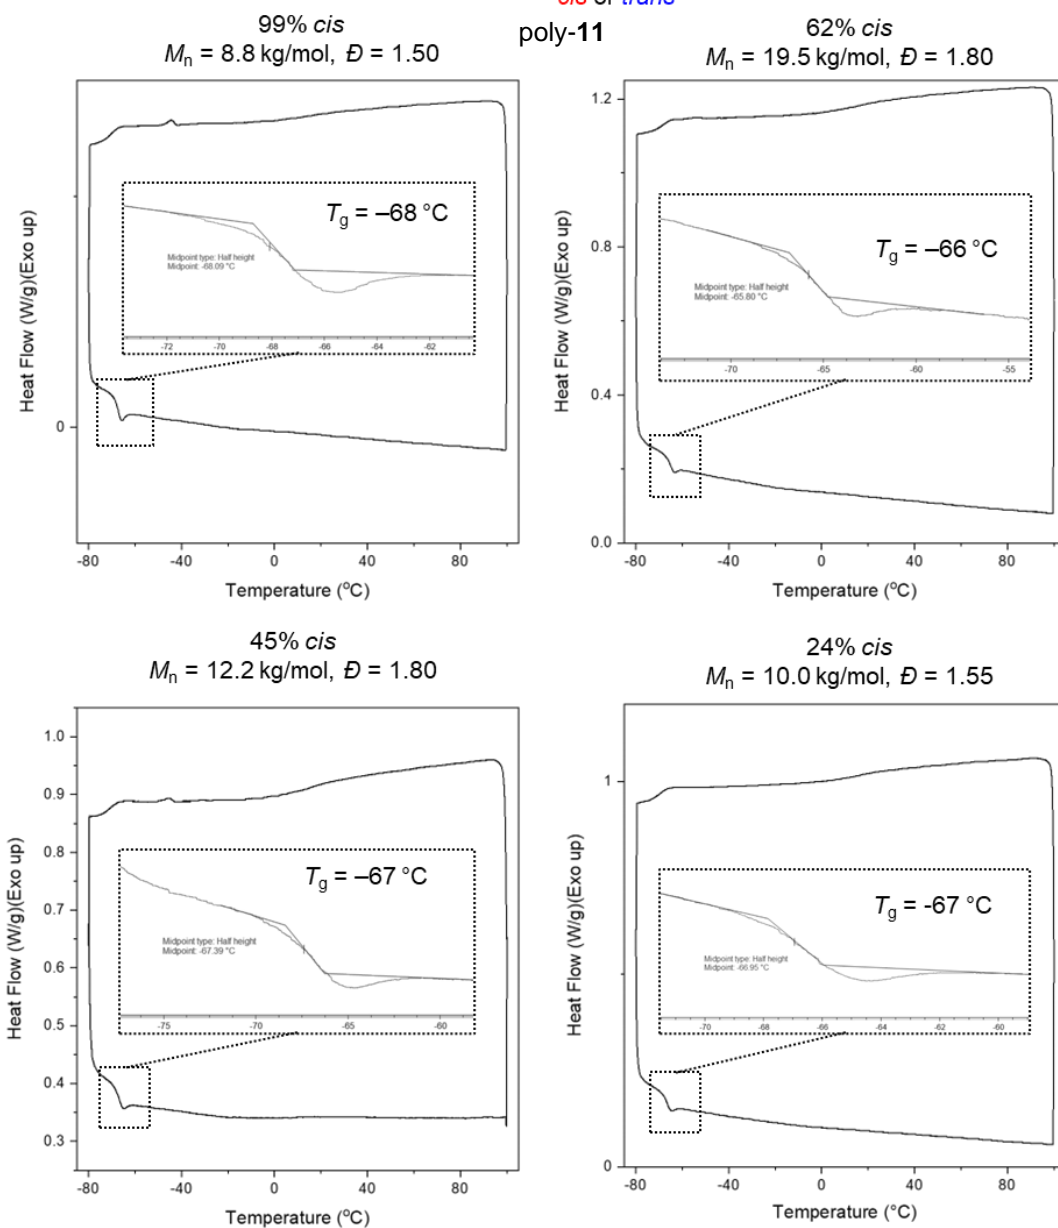 cis or trans
poly-11
99% cis
Mn = 8.8 kg/mol, Đ = 1.50
Heat Flow (W/g)(Exo up)
0
Tg = –68 °C
Midpoint type: Half height
Midpoint: -68.09 °C
-72 -70 -68 -66 -64 -62
-80 -40 0 40 80
Temperature (°C)
62% cis
Mn = 19.5 kg/mol, Đ = 1.80
Heat Flow (W/g)(Exo up)
1.2
0.8
0.4
0.0
Tg = –66 °C
Midpoint type: Half height
Midpoint: -65.80 °C
-70 -65 -60 -55
-80 -40 0 40 80
Temperature (°C)
45% cis
Mn = 12.2 kg/mol, Đ = 1.80
Heat Flow (W/g)(Exo up)
1.0
0.9
0.8
0.7
0.6
0.5
0.4
0.3
Tg = –67 °C
Midpoint type: Half height
Midpoint: -67.39 °C
-75 -70 -65 -60
-80 -40 0 40 80
Temperature (°C)
24% cis
Mn = 10.0 kg/mol, Đ = 1.55
Heat Flow (W/g)(Exo up)
1
0
Tg = -67 °C
Midpoint type: Half height
Midpoint: -66.95 °C
-70 -68 -66 -64 -62 -60
-80 -40 0 40 80
Temperature (°C)